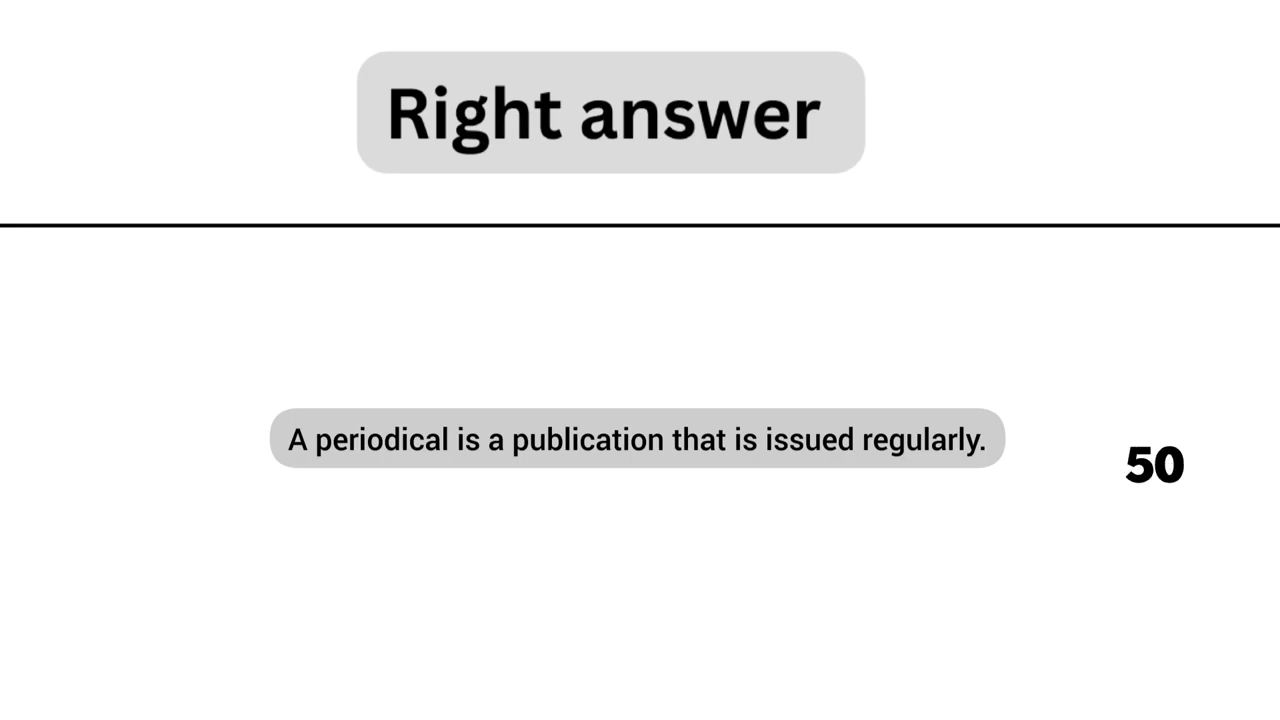 Right answer
A periodical is a publication that is issued regularly.
50